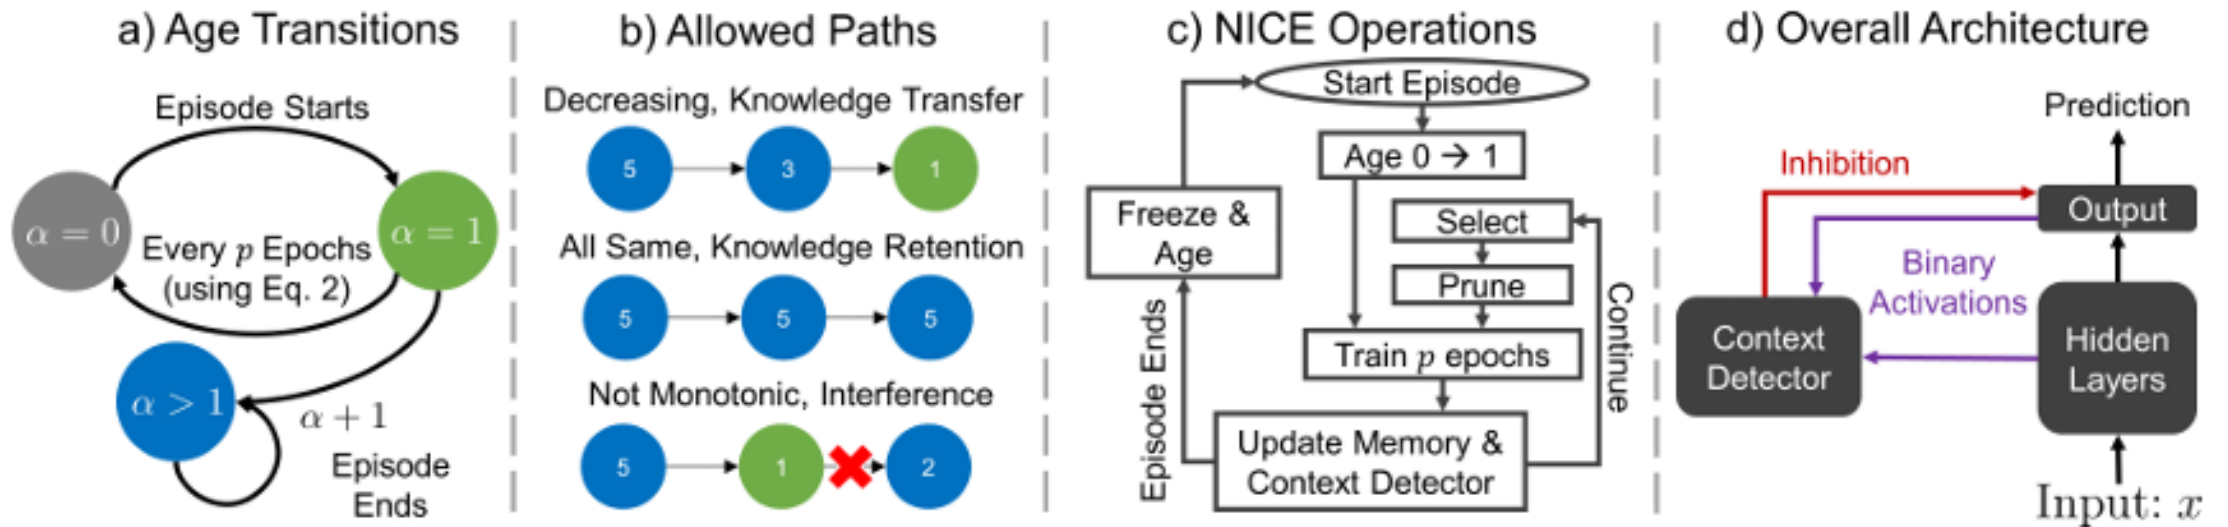 a) Age Transitions
Episode Starts
α = 0
α = 1
Every p Epochs
(using Eq. 2)
α > 1
α + 1
Episode
Ends
b) Allowed Paths
Decreasing, Knowledge Transfer
5 3 1
All Same, Knowledge Retention
5 5 5
Not Monotonic, Interference
5 1 2
c) NICE Operations
Start Episode
Age 0 → 1
Freeze &
Age
Select
Prune
Train p epochs
Continue
Episode Ends
Update Memory &
Context Detector
d) Overall Architecture
Prediction
Inhibition
Output
Binary
Activations
Context
Detector
Hidden
Layers
Input: x